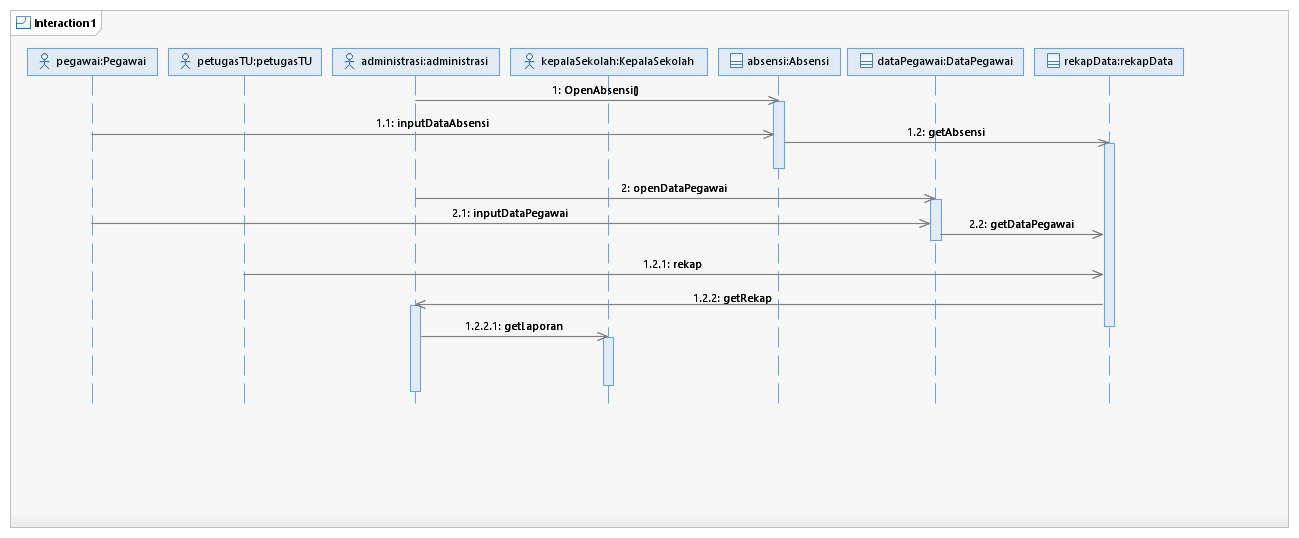 Interaction1
pegawai:Pegawai
petugasTU:petugasTU
administrasi:administrasi
kepalaSekolah:KepalaSekolah
absensi:Absensi
dataPegawai:DataPegawai
rekapData:rekapData
1: OpenAbsensi()
1.1: inputDataAbsensi
1.2: getAbsensi
2: openDataPegawai
2.1: inputDataPegawai
2.2: getDataPegawai
1.2.1: rekap
1.2.2: getRekap
1.2.2.1: getLaporan